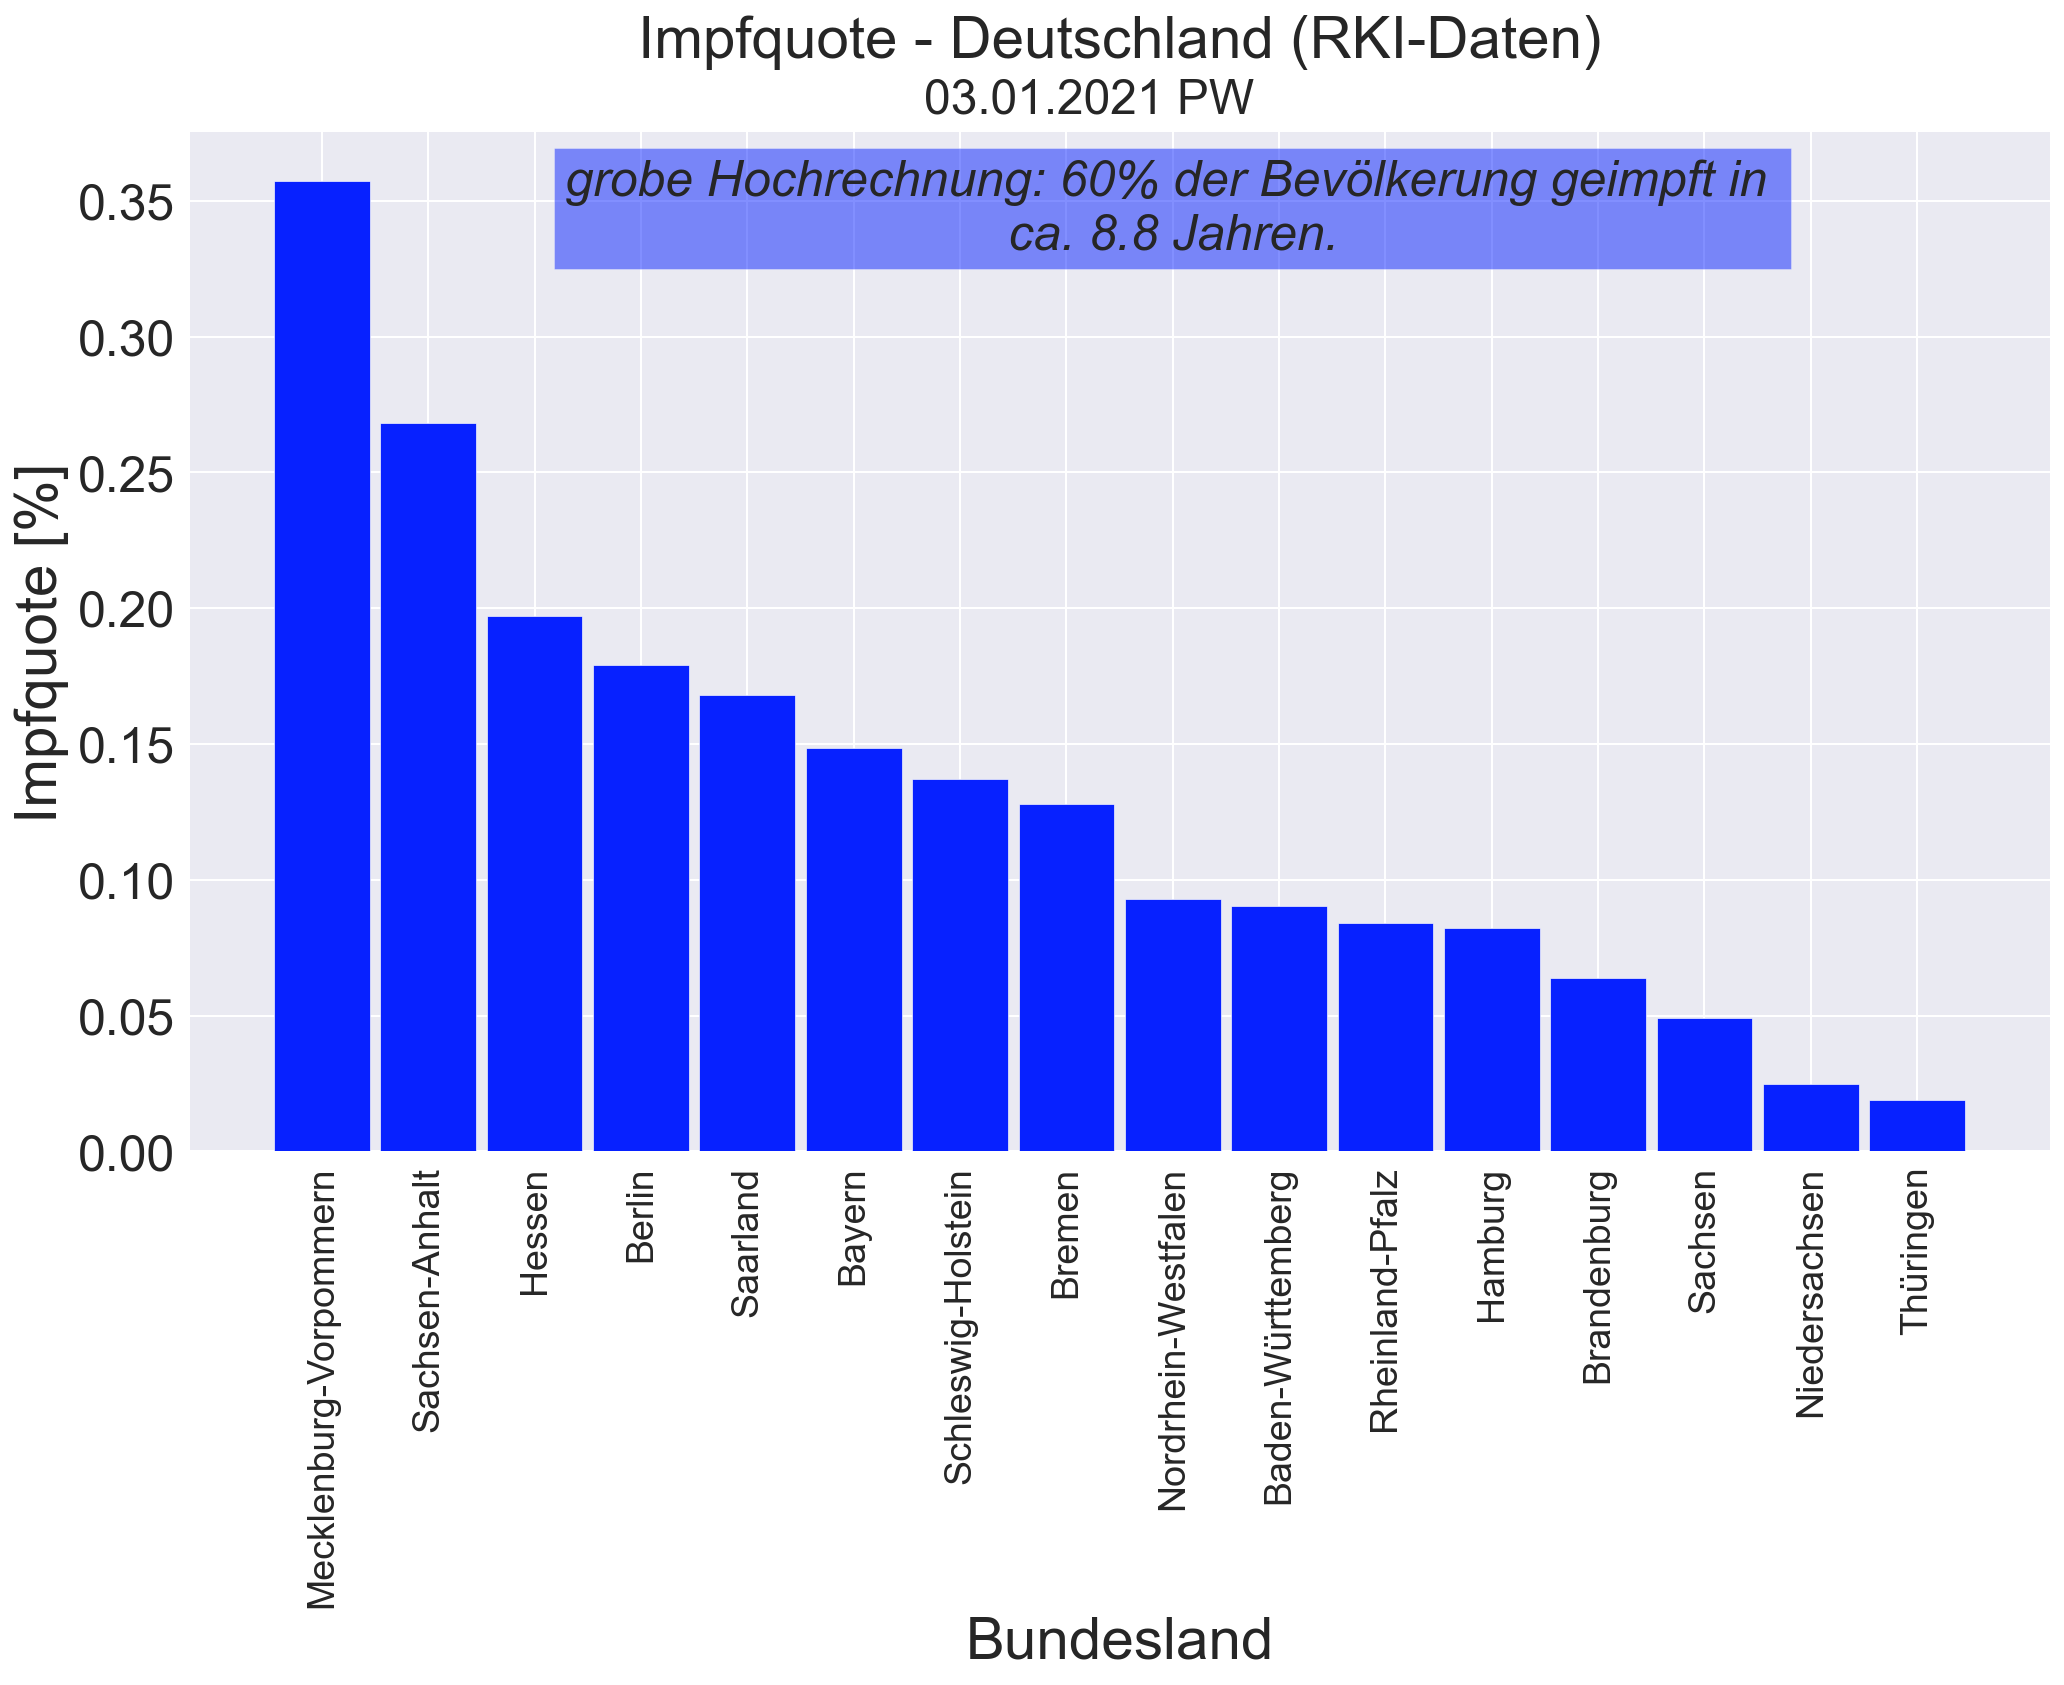 Impfquote - Deutschland (RKI-Daten)
03.01.2021 PW
grobe Hochrechnung: 60% der Bevölkerung geimpft in
ca. 8.8 Jahren.
Impfquote [%]
0.35
0.30
0.25
0.20
0.15
0.10
0.05
0.00
Mecklenburg-Vorpommern
Sachsen-Anhalt
Hessen
Berlin
Saarland
Bayern
Schleswig-Holstein
Bremen
Nordrhein-Westfalen
Baden-Württemberg
Rheinland-Pfalz
Hamburg
Brandenburg
Sachsen
Niedersachsen
Thüringen
Bundesland